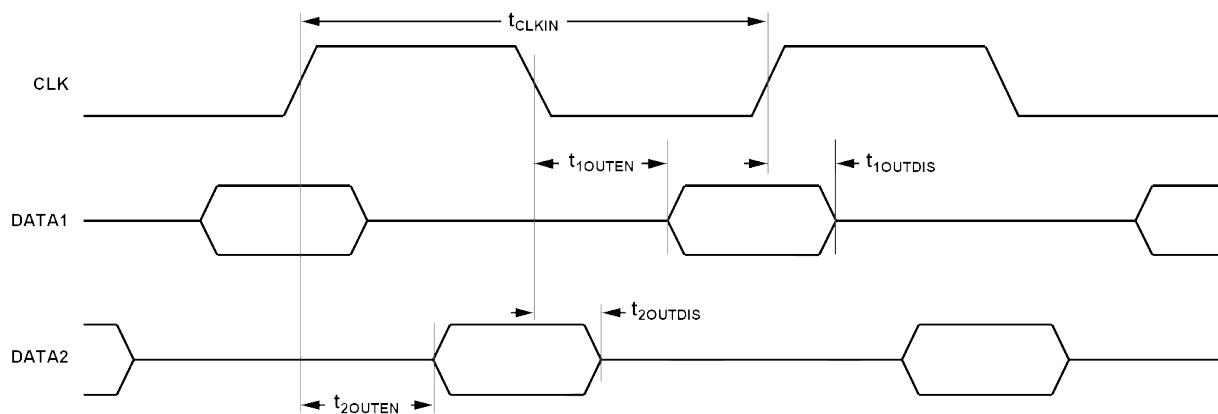 tCLKIN
CLK
t1OUTEN
t1OUTDIS
DATA1
t2OUTDIS
DATA2
t2OUTEN